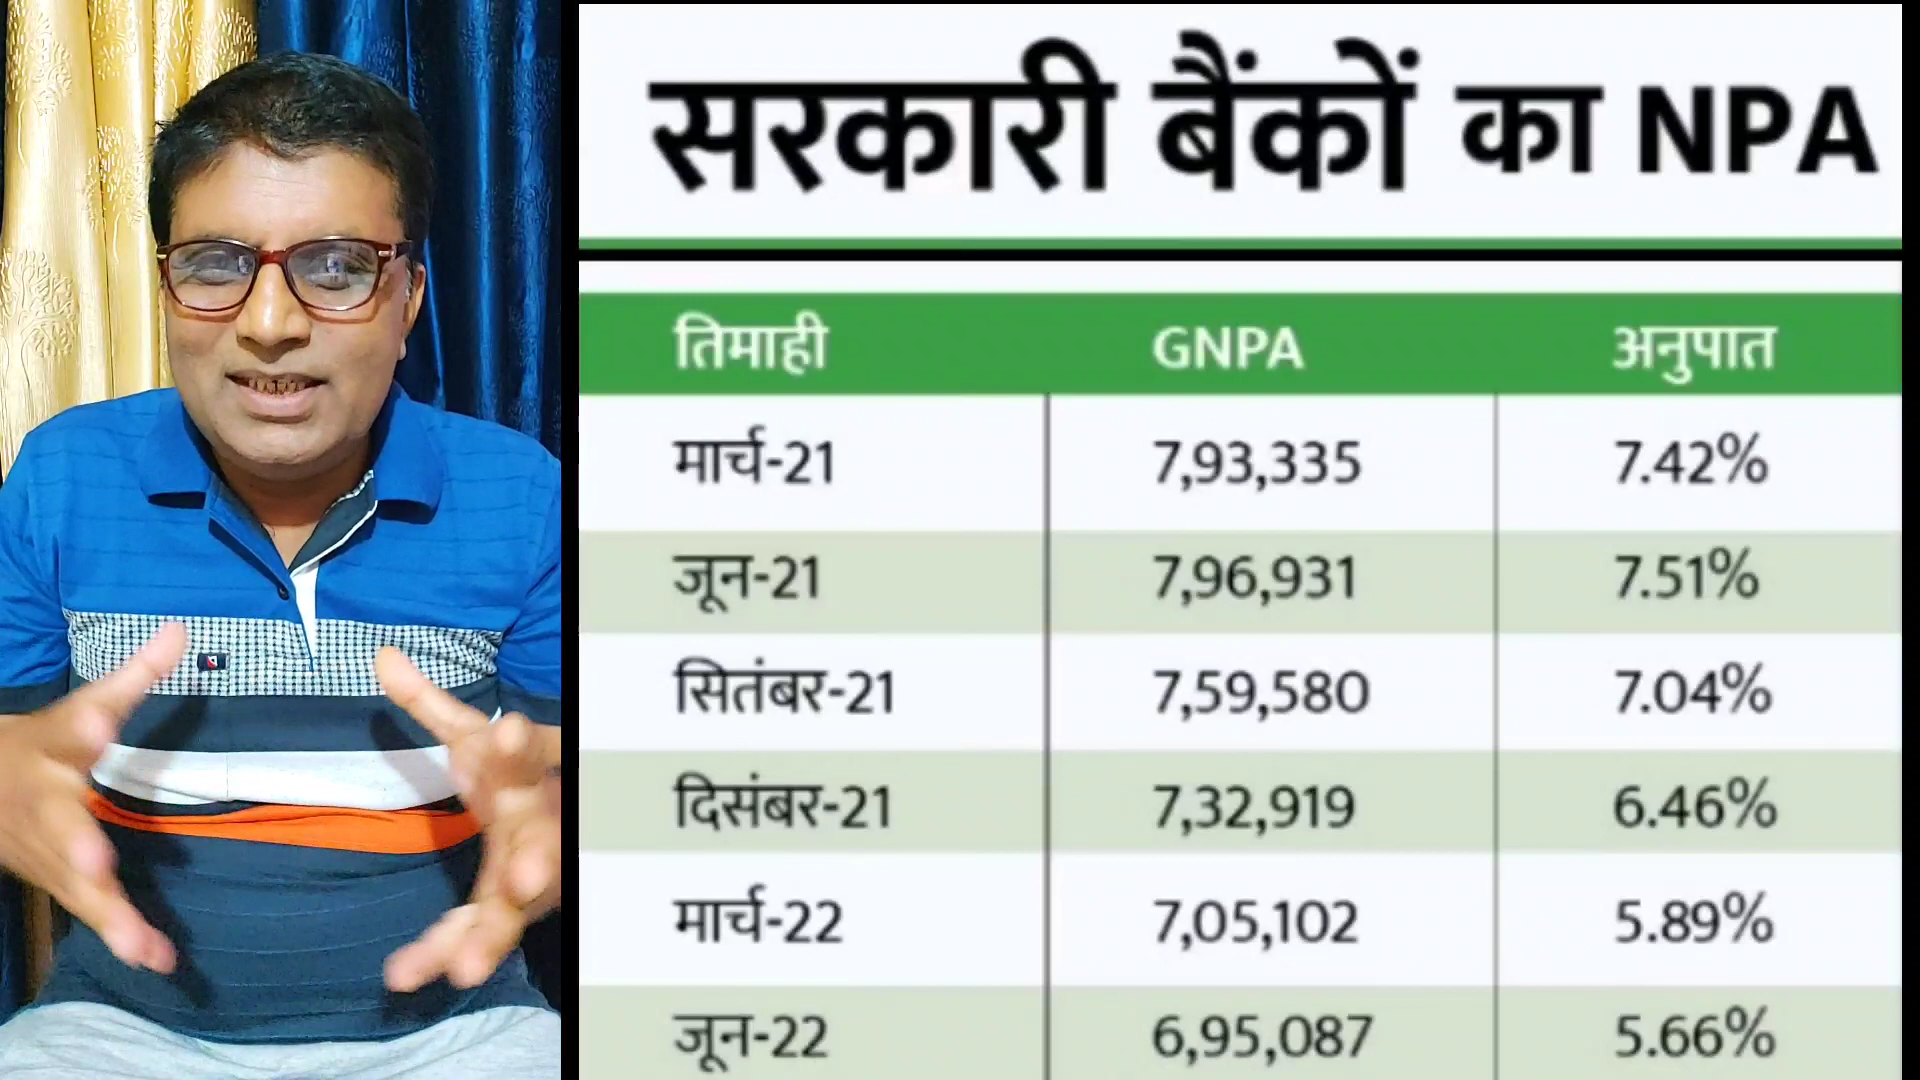 सरकारी बैंकों का NPA
तिमाही GNPA अनुपात
मार्च-21 7,93,335 7.42%
जून-21 7,96,931 7.51%
सितंबर-21 7,59,580 7.04%
दिसंबर-21 7,32,919 6.46%
मार्च-22 7,05,102 5.89%
जून-22 6,95,087 5.66%